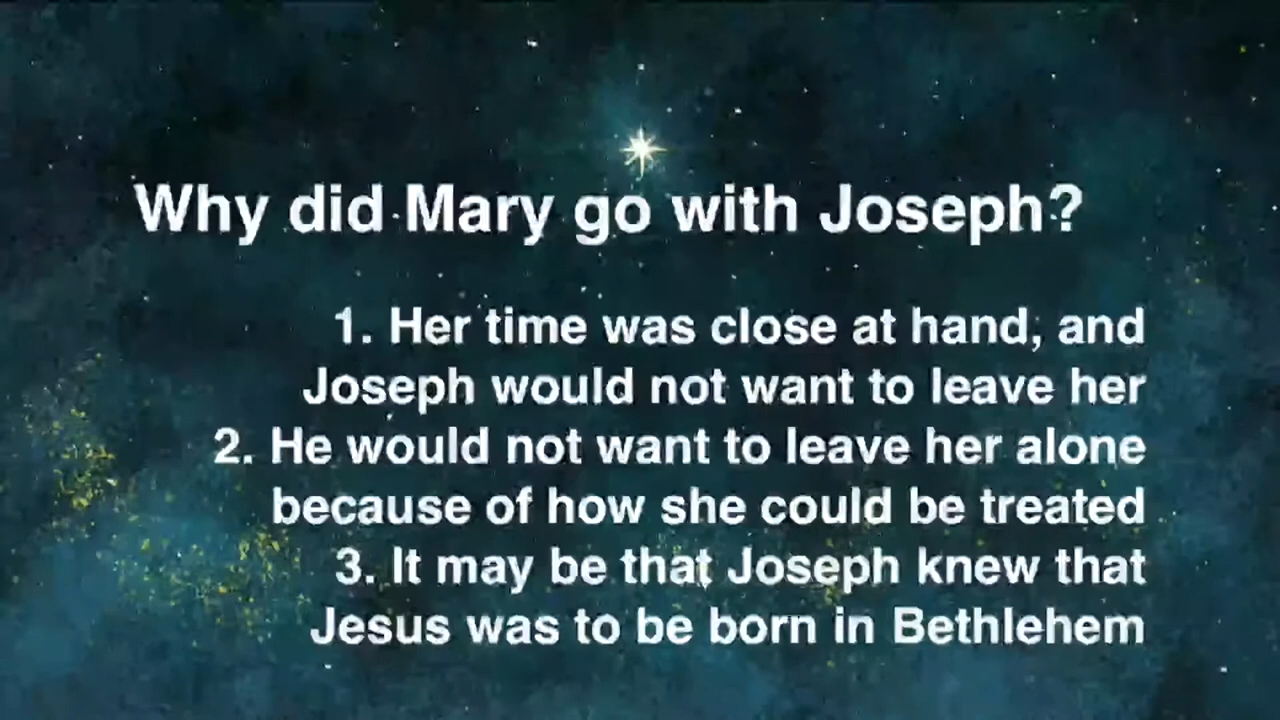 Why did Mary go with Joseph?
1. Her time was close at hand, and
Joseph would not want to leave her
2. He would not want to leave her alone
because of how she could be treated
3. It may be that Joseph knew that
Jesus was to be born in Bethlehem